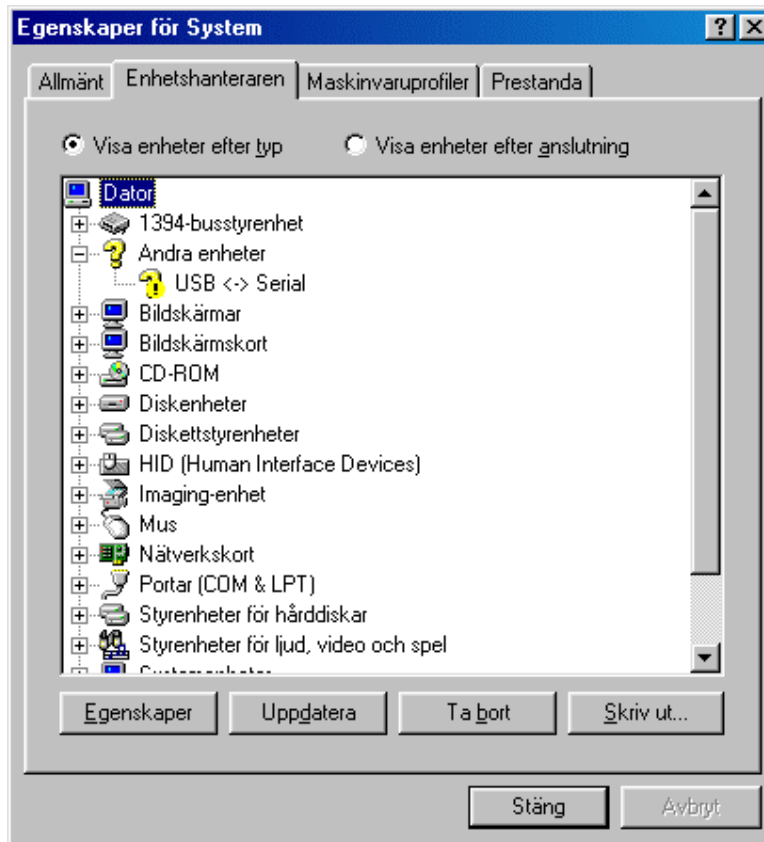 Egenskaper för System
Allmänt Enhetshanteraren Maskinvaruprofiler Prestanda
Visa enheter efter typ Visa enheter efter anslutning
Dator
1394-busstyrenhet
Andra enheter
USB <-> Serial
Bildskärmar
Bildskärmskort
CD-ROM
Diskenheter
Diskettstyrenheter
HID (Human Interface Devices)
Imaging-enhet
Mus
Nätverkskort
Portar (COM & LPT)
Styrenheter för hårddiskar
Styrenheter för ljud, video och spel
Systemenheter
Egenskaper Uppdatera Ta bort Skriv ut...
Stäng Avbryt